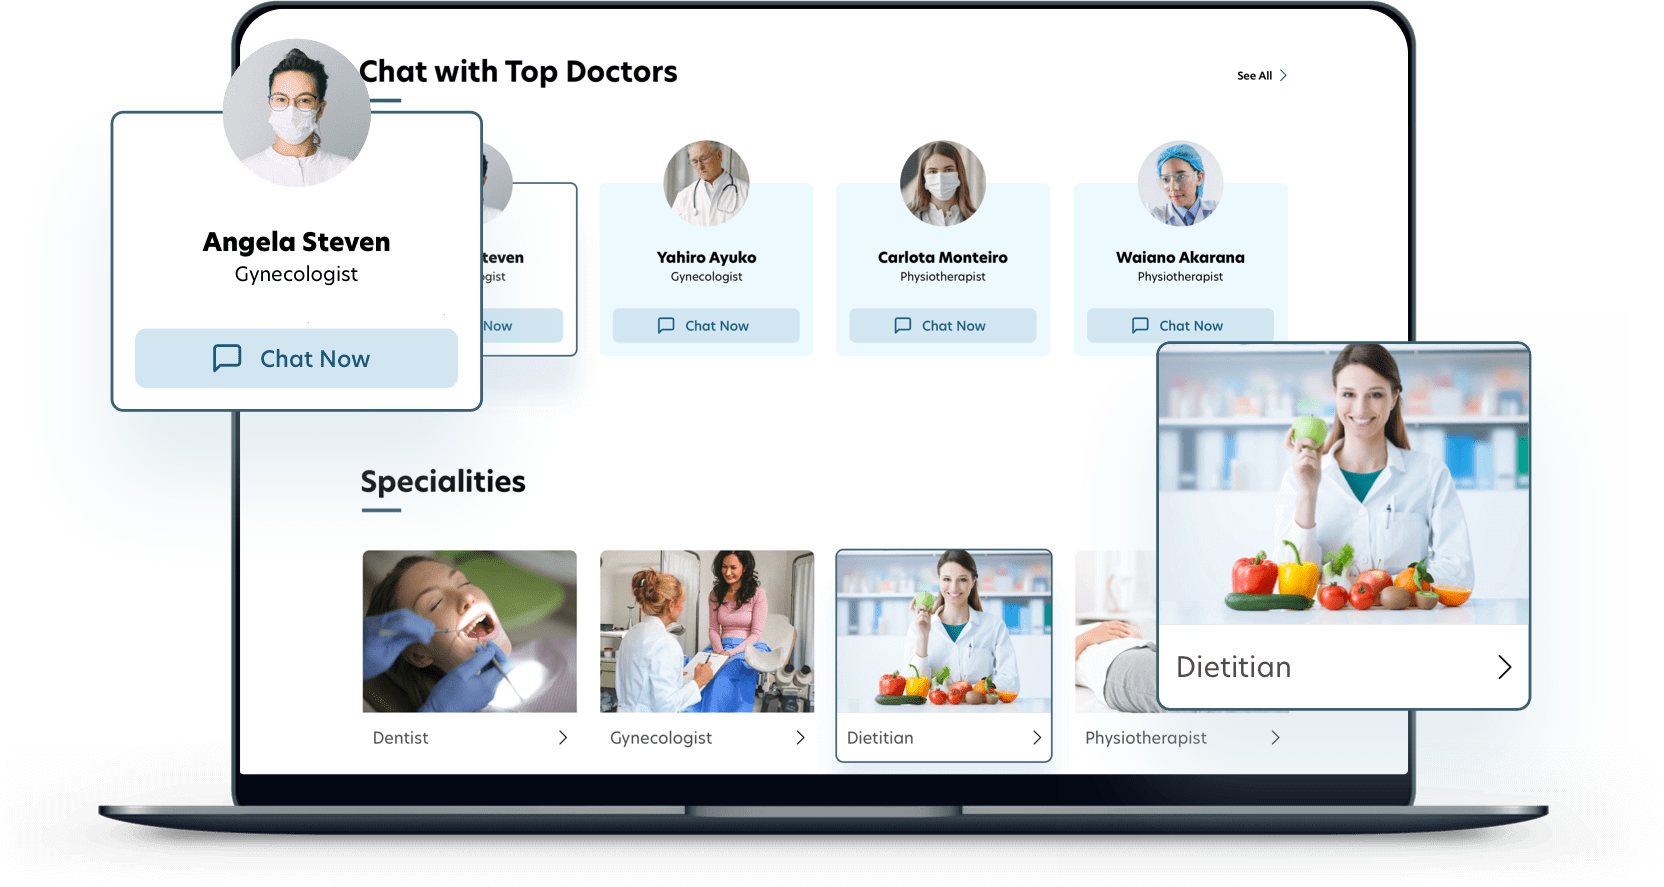 Chat with Top Doctors
See All
Angela Steven
Gynecologist
Chat Now
teven
gist
Now
Yahiro Ayuko
Gynecologist
Chat Now
Carlota Monteiro
Physiotherapist
Chat Now
Waiano Akarana
Physiotherapist
Chat Now
Specialities
Dentist
Gynecologist
Dietitian
Physiotherapist
Dietitian